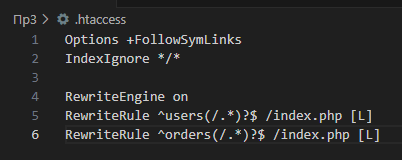 Пр3 > .htaccess
1 Options +FollowSymLinks
2 IndexIgnore */*
3
4 RewriteEngine on
5 RewriteRule ^users(/.*)?$ /index.php [L]
6 RewriteRule ^orders(/.*)?$ /index.php [L]